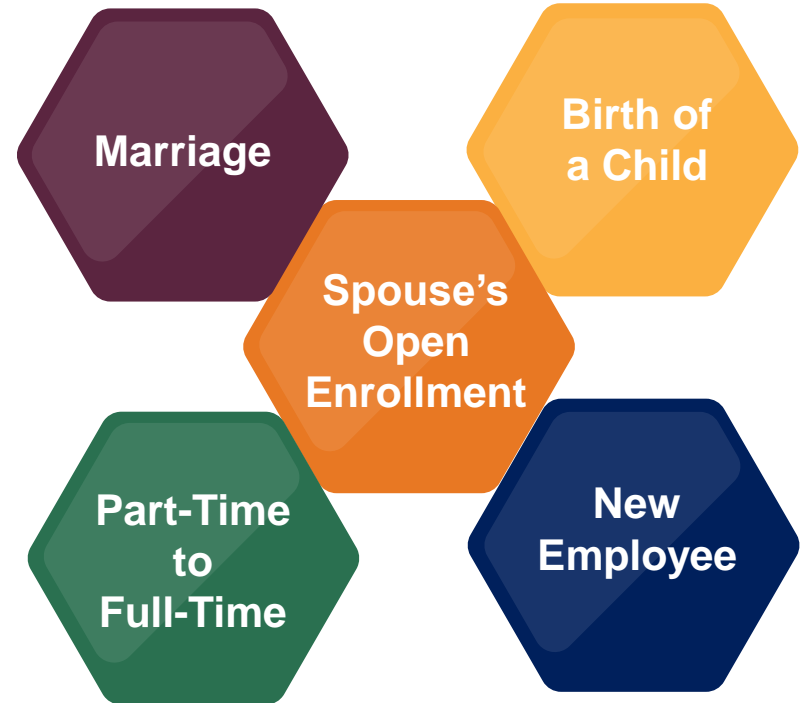 Marriage
Birth of
a Child
Spouse’s
Open
Enrollment
Part-Time
to
Full-Time
New
Employee